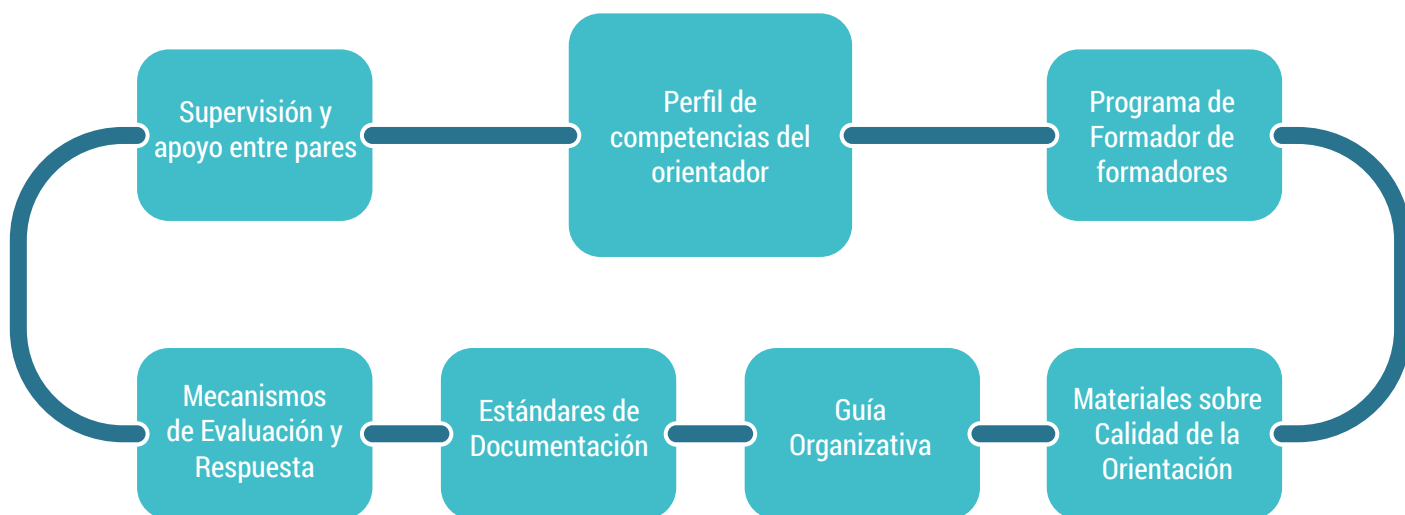 Supervisión y
apoyo entre pares
Perfil de
competencias del
orientador
Programa de
Formador de
formadores
Mecanismos
de Evaluación y
Respuesta
Estándares de
Documentación
Guía
Organizativa
Materiales sobre
Calidad de la
Orientación